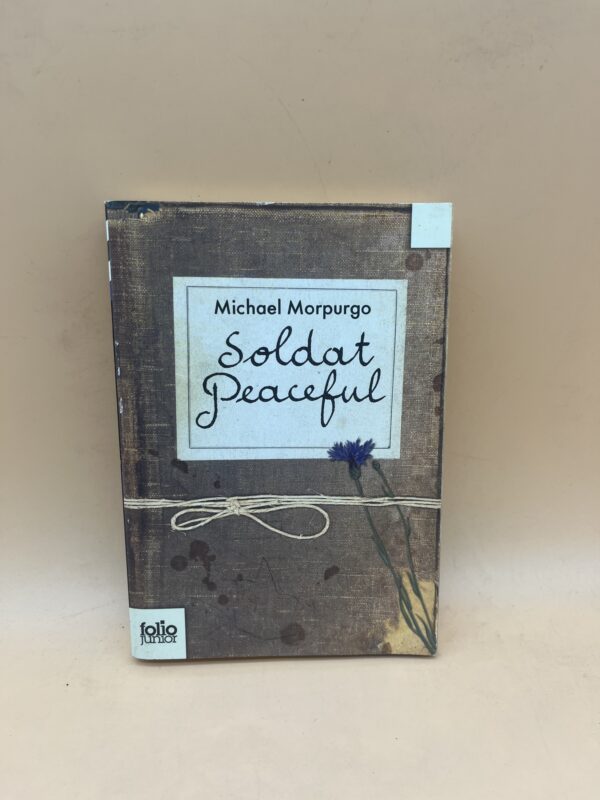 Michael Morpurgo
Soldat
Peaceful
folio
junior